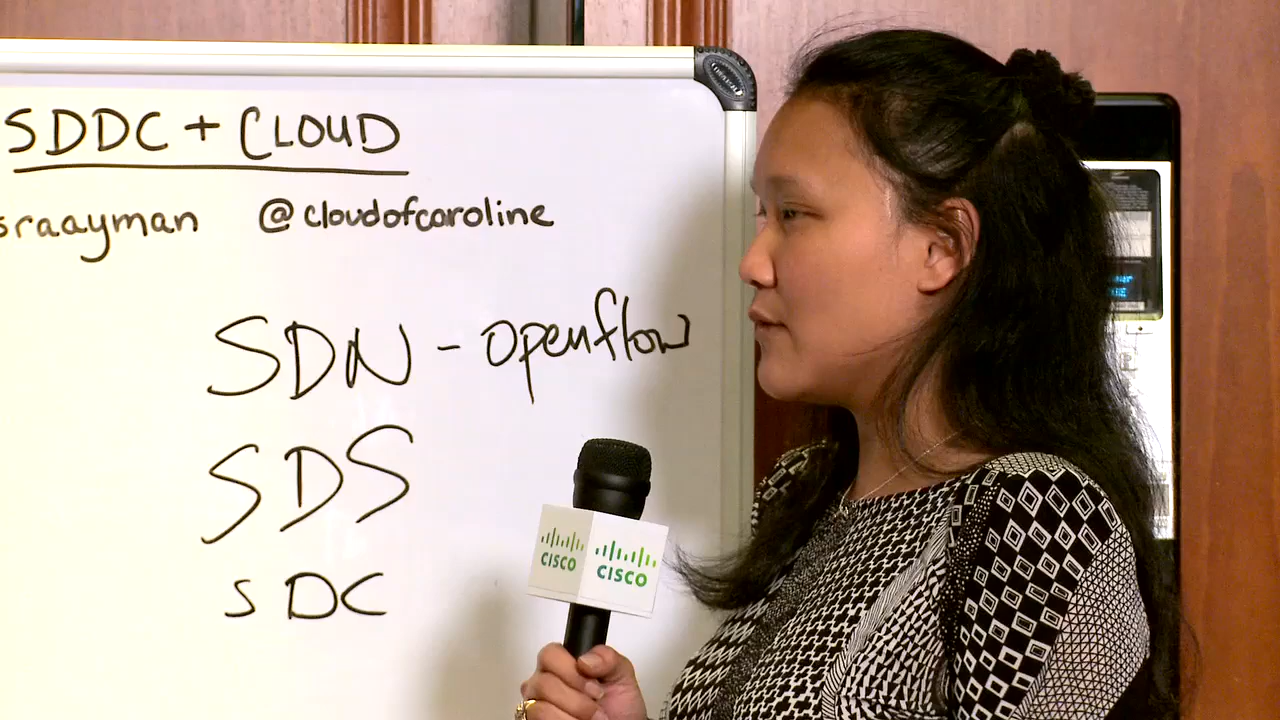 SDDC + CLOUD
sraayman @cloudofcaroline
SDN - openflow
SDS
SDC
CISCO
CISCO